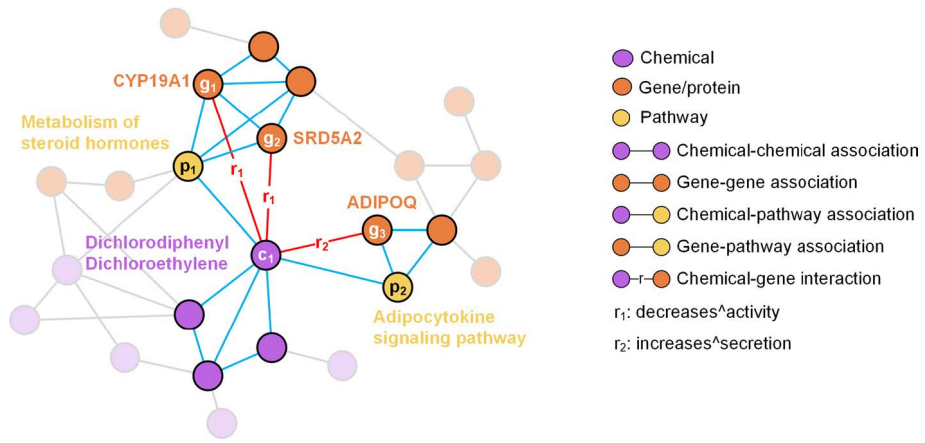 CYP19A1
g1
g2
SRD5A2
Metabolism of
steroid hormones
p1
r1
r1
ADIPOQ
g3
r2
Dichlorodiphenyl
Dichloroethylene
c1
p2
Adipocytokine
signaling pathway
Chemical
Gene/protein
Pathway
Chemical-chemical association
Gene-gene association
Chemical-pathway association
Gene-pathway association
r Chemical-gene interaction
r1: decreases^activity
r2: increases^secretion